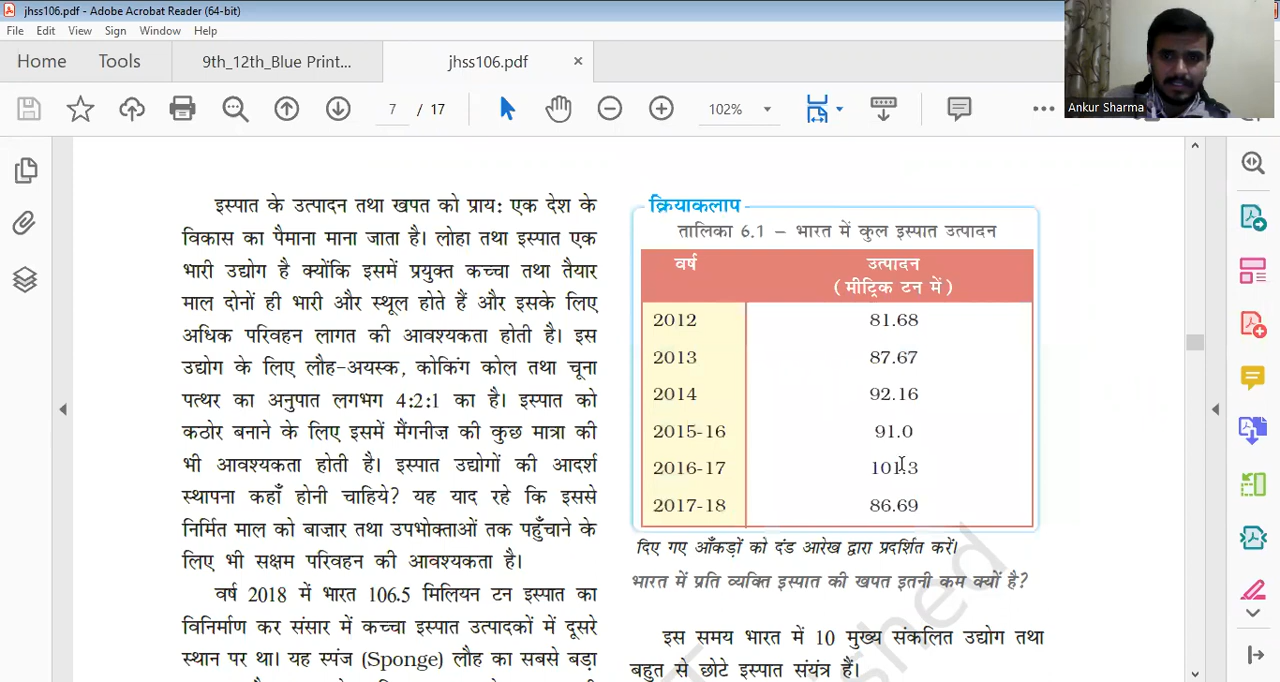 jhss106.pdf - Adobe Acrobat Reader (64-bit)
File Edit View Sign Window Help
Home Tools 9th_12th_Blue Print... jhss106.pdf ×
7 / 17 102%
Ankur Sharma
इस्पात के उत्पादन तथा खपत को प्राय: एक देश के
विकास का पैमाना माना जाता है। लोहा तथा इस्पात एक
भारी उद्योग है क्योंकि इसमें प्रयुक्त कच्चा तथा तैयार
माल दोनों ही भारी और स्थूल होते हैं और इसके लिए
अधिक परिवहन लागत की आवश्यकता होती है। इस
उद्योग के लिए लौह-अयस्क, कोकिंग कोल तथा चूना
पत्थर का अनुपात लगभग 4:2:1 का है। इस्पात को
कठोर बनाने के लिए इसमें मैंगनीज़ की कुछ मात्रा की
भी आवश्यकता होती है। इस्पात उद्योगों की आदर्श
स्थापना कहाँ होनी चाहिये? यह याद रहे कि इससे
निर्मित माल को बाज़ार तथा उपभोक्ताओं तक पहुँचाने के
लिए भी सक्षम परिवहन की आवश्यकता है।
वर्ष 2018 में भारत 106.5 मिलियन टन इस्पात का
विनिर्माण कर संसार में कच्चा इस्पात उत्पादकों में दूसरे
स्थान पर था। यह स्पंज (Sponge) लौह का सबसे बड़ा
क्रियाकलाप
तालिका 6.1 – भारत में कुल इस्पात उत्पादन
वर्ष उत्पादन
(मीट्रिक टन में)
2012 81.68
2013 87.67
2014 92.16
2015-16 91.0
2016-17 101.3
2017-18 86.69
दिए गए आँकड़ों को दंड आरेख द्वारा प्रदर्शित करें।
भारत में प्रति व्यक्ति इस्पात की खपत इतनी कम क्यों है?
इस समय भारत में 10 मुख्य संकलित उद्योग तथा
बहुत से छोटे इस्पात संयंत्र हैं।